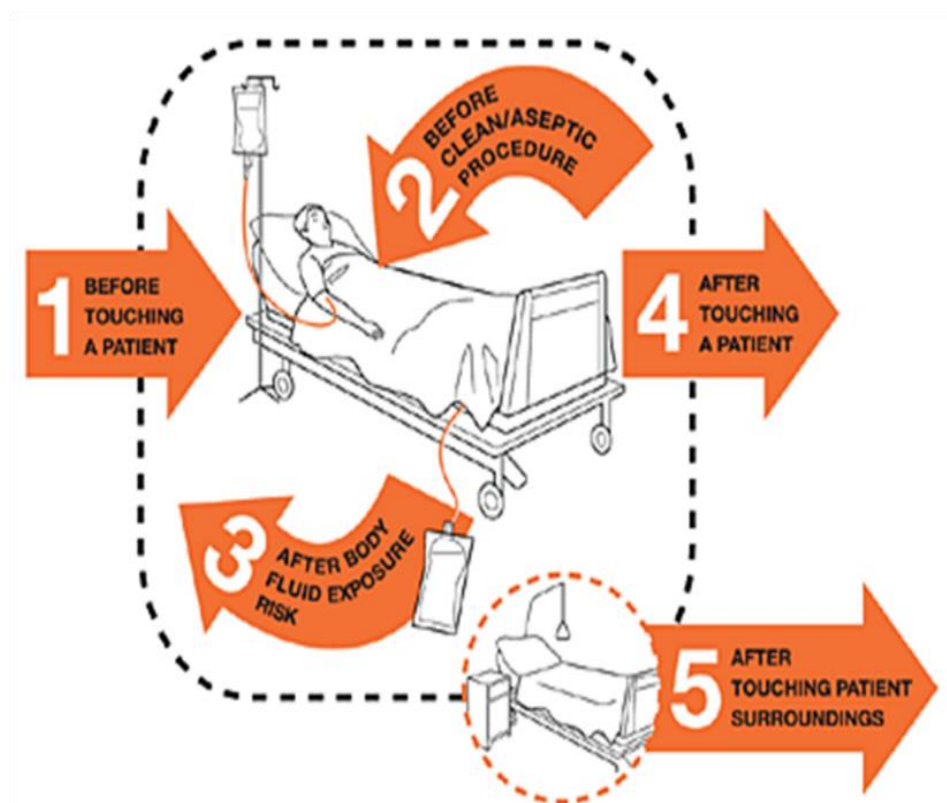 1 BEFORE
TOUCHING
A PATIENT
2 BEFORE
CLEAN/ASEPTIC
PROCEDURE
3 AFTER BODY
FLUID EXPOSURE
RISK
4 AFTER
TOUCHING
A PATIENT
5 AFTER
TOUCHING PATIENT
SURROUNDINGS